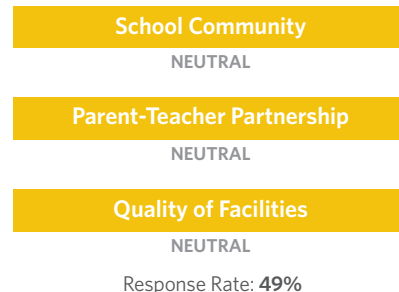 School Community
NEUTRAL
Parent-Teacher Partnership
NEUTRAL
Quality of Facilities
NEUTRAL
Response Rate: 49%